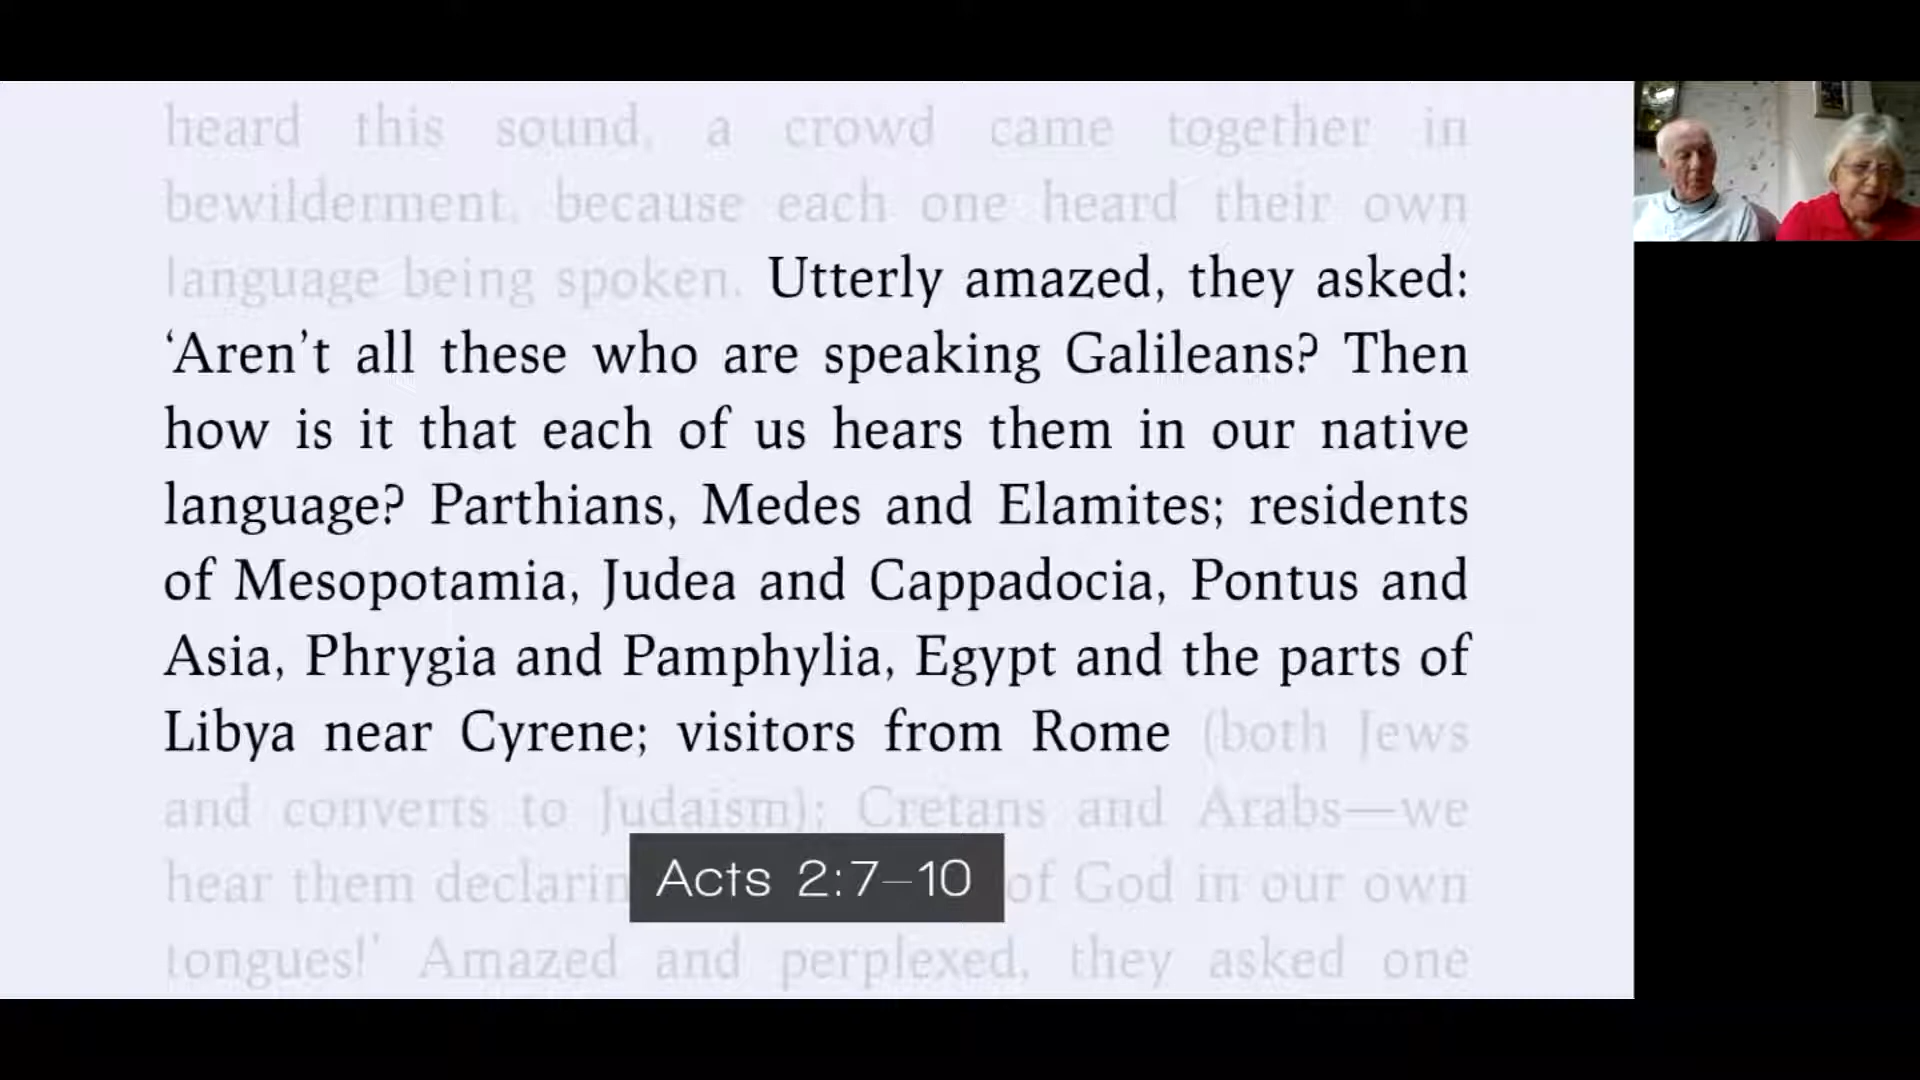 heard this sound, a crowd came together in
bewilderment, because each one heard their own
language being spoken. Utterly amazed, they asked:
‘Aren’t all these who are speaking Galileans? Then
how is it that each of us hears them in our native
language? Parthians, Medes and Elamites; residents
of Mesopotamia, Judea and Cappadocia, Pontus and
Asia, Phrygia and Pamphylia, Egypt and the parts of
Libya near Cyrene; visitors from Rome (both Jews
and converts to Judaism); Cretans and Arabs—we
hear them declarin of God in our own
Acts 2:7–10
tongues!’ Amazed and perplexed, they asked one